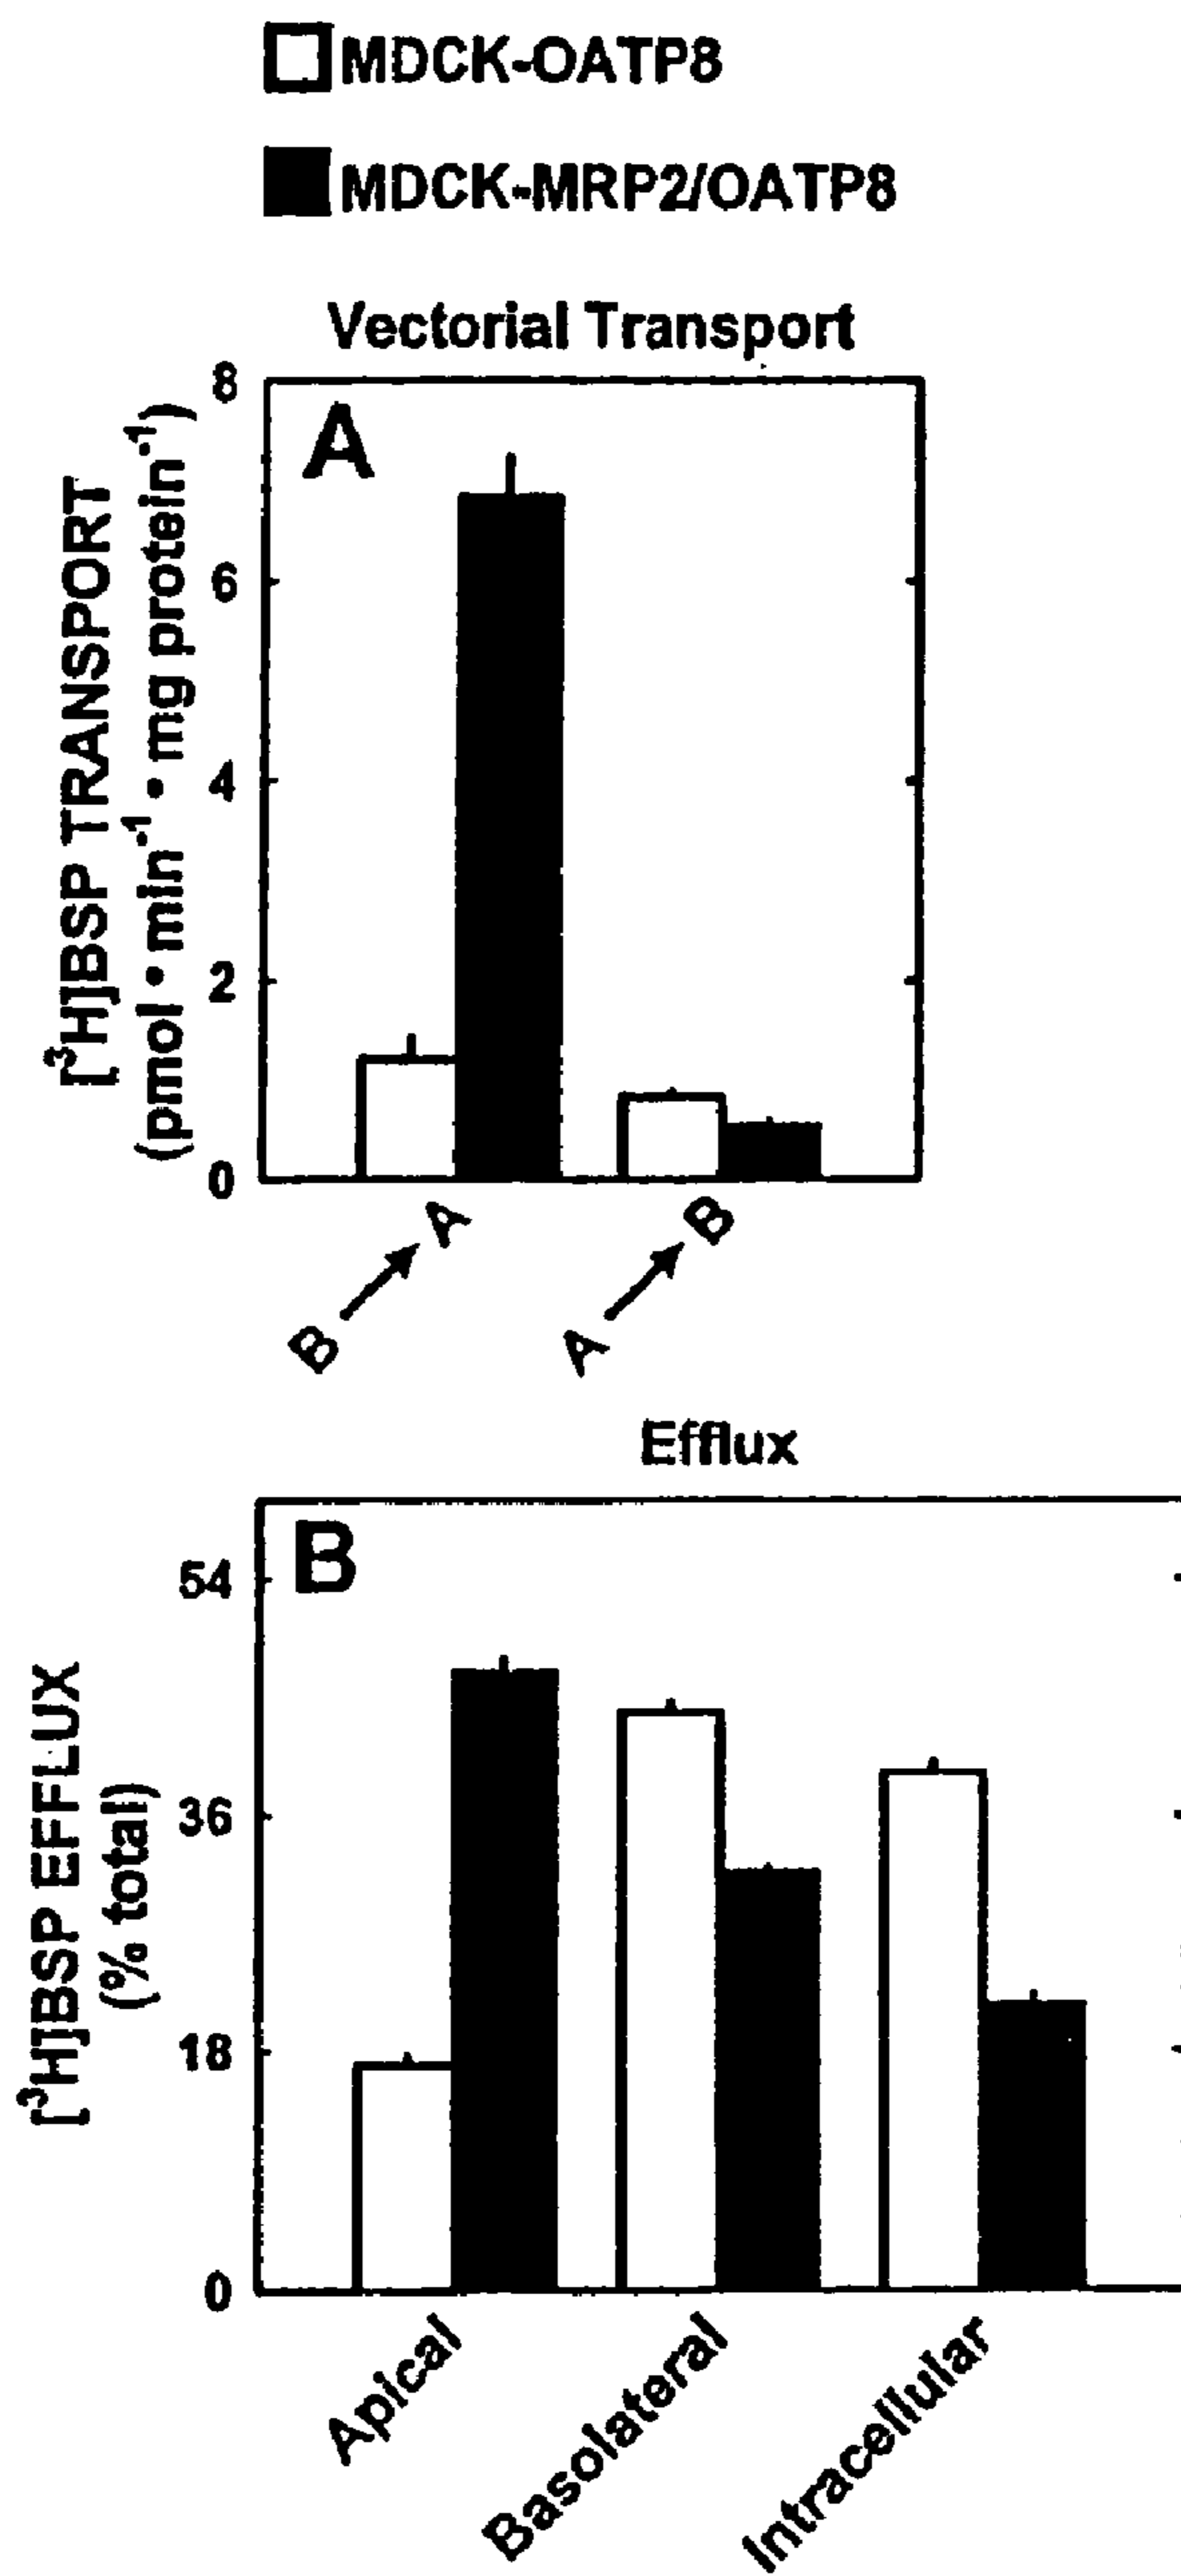 MDCK-OATP8
MDCK-MRP2/OATP8
Vectorial Transport
A
[³H]BSP TRANSPORT
(pmol • min⁻¹ • mg protein⁻¹)
8
6
4
2
0
B → A
A → B
Efflux
B
[³H]BSP EFFLUX
(% total)
54
36
18
0
Apical
Basolateral
Intracellular